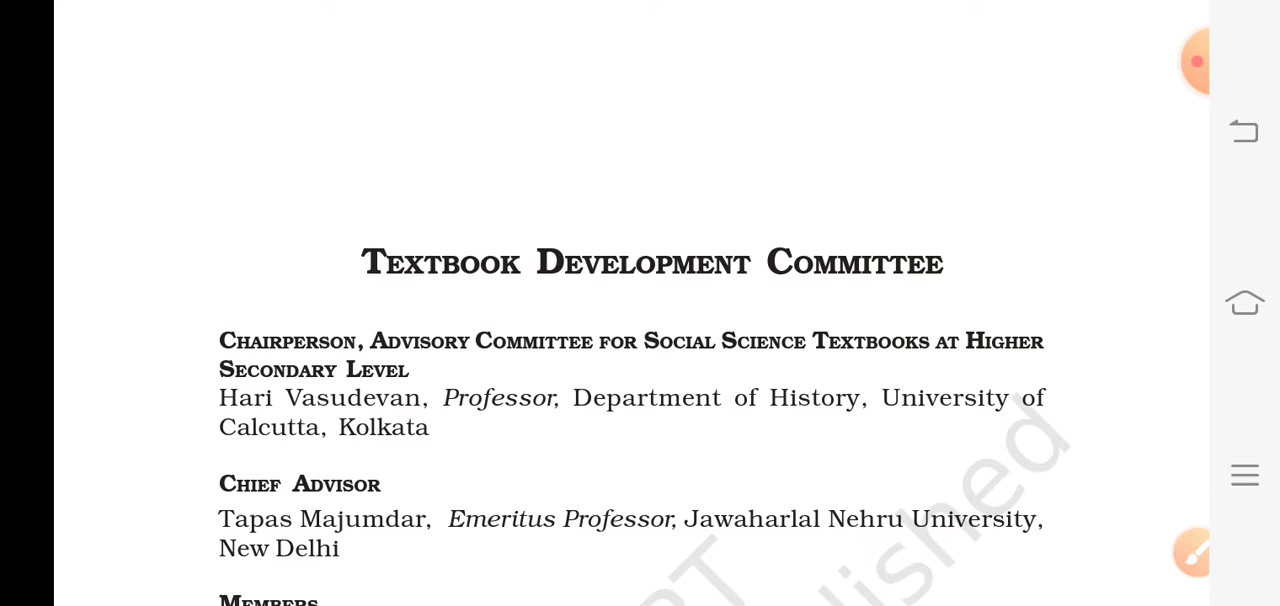 TEXTBOOK DEVELOPMENT COMMITTEE
CHAIRPERSON, ADVISORY COMMITTEE FOR SOCIAL SCIENCE TEXTBOOKS AT HIGHER
SECONDARY LEVEL
Hari Vasudevan, Professor, Department of History, University of
Calcutta, Kolkata
CHIEF ADVISOR
Tapas Majumdar, Emeritus Professor, Jawaharlal Nehru University,
New Delhi
MEMBERS